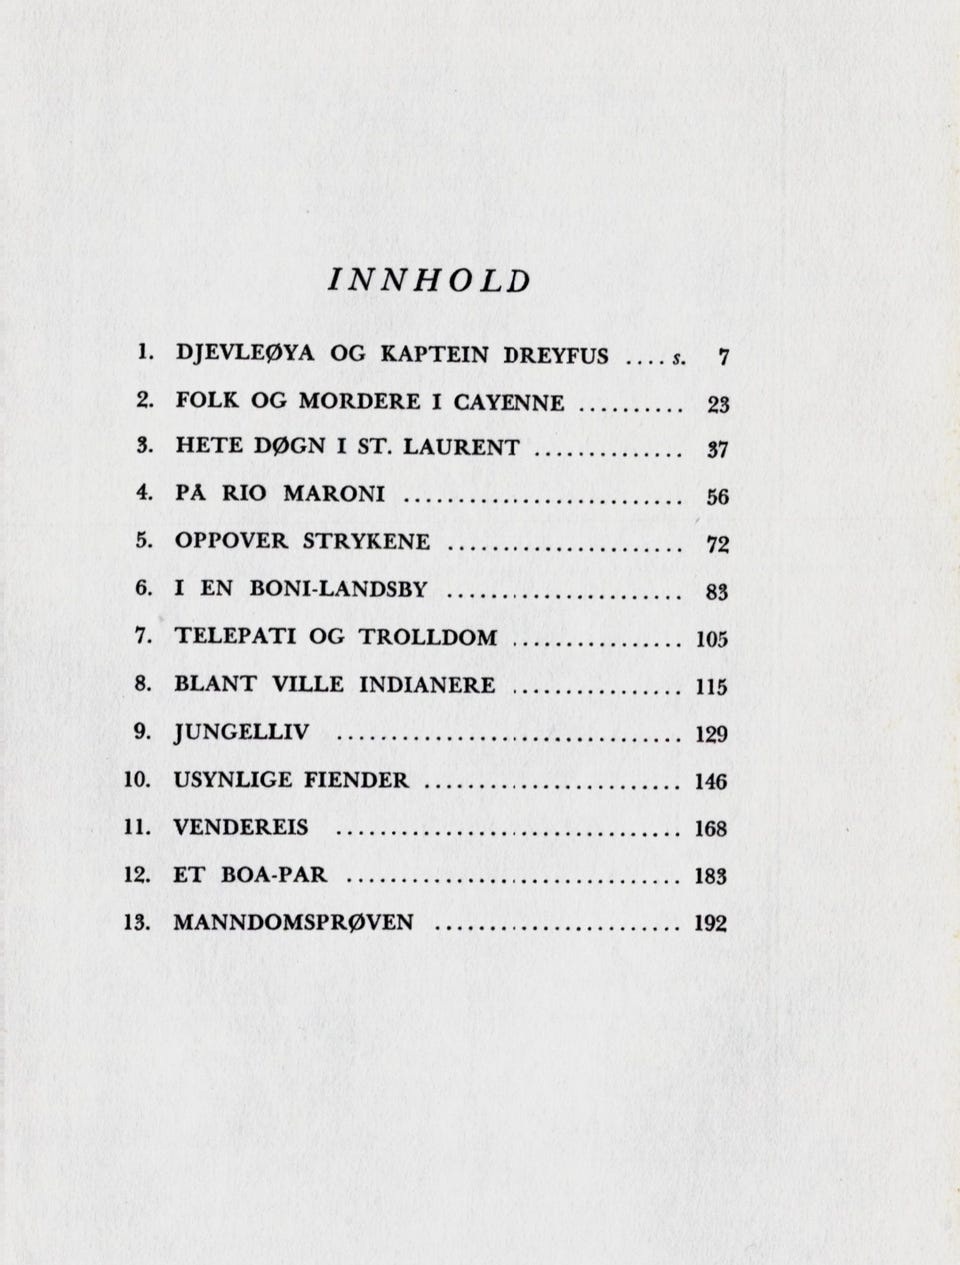 INNHOLD
1. DJEVLEØYA OG KAPTEIN DREYFUS .... s. 7
2. FOLK OG MORDERE I CAYENNE .......... 23
3. HETE DØGN I ST. LAURENT .............. 37
4. PÅ RIO MARONI .......................... 56
5. OPPOVER STRYKENE ...................... 72
6. I EN BONI-LANDSBY ...................... 83
7. TELEPATI OG TROLLDOM ................ 105
8. BLANT VILLE INDIANERE ................ 115
9. JUNGELLIV ................................ 129
10. USYNLIGE FIENDER ........................ 146
11. VENDEREIS ................................ 168
12. ET BOA-PAR ............................... 183
13. MANNDOMSPRØVEN ....................... 192